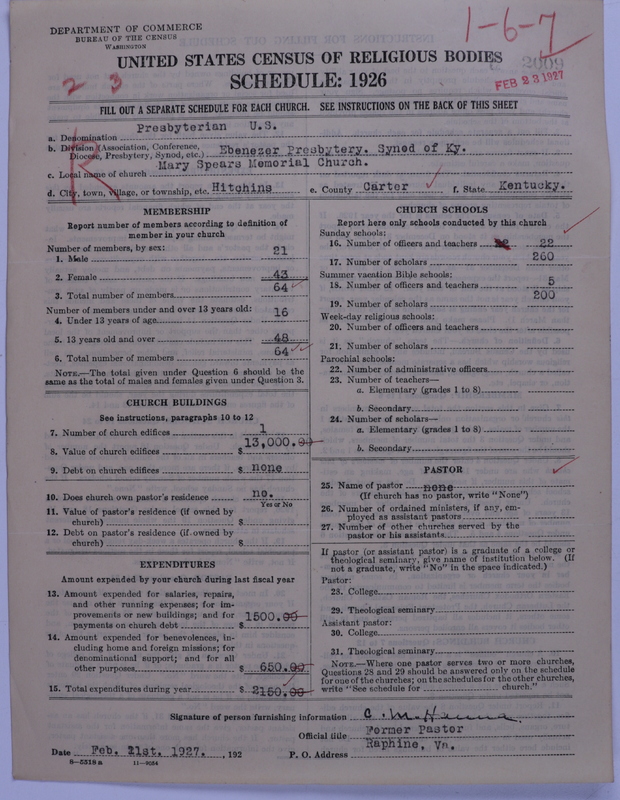 DEPARTMENT OF COMMERCE
BUREAU OF THE CENSUS
WASHINGTON
1-6-7
2009
FEB 23 1927
UNITED STATES CENSUS OF RELIGIOUS BODIES
2 3
SCHEDULE: 1926
FILL OUT A SEPARATE SCHEDULE FOR EACH CHURCH. SEE INSTRUCTIONS ON THE BACK OF THIS SHEET
a. Denomination Presbyterian U.S.
b. Division (Association, Conference, Diocese, Presbytery, Synod, etc.) Ebenezer Presbytery. Synod of Ky.
c. Local name of church Mary Spears Memorial Church.
d. City, town, village, or township, etc. Hitchins e. County Carter f. State Kentucky.
R
MEMBERSHIP
Report number of members according to definition of
member in your church
Number of members, by sex:
1. Male 21
2. Female 43
3. Total number of members 64
Number of members under and over 13 years old:
4. Under 13 years of age 16
5. 13 years old and over 48
6. Total number of members 64
NOTE.—The total given under Question 6 should be the
same as the total of males and females given under Question 3.
CHURCH BUILDINGS
See instructions, paragraphs 10 to 12
7. Number of church edifices 1
8. Value of church edifices $ 13,000.00
9. Debt on church edifices $ none
10. Does church own pastor's residence no.
Yes or No
11. Value of pastor's residence (if owned by
church) $
12. Debt on pastor's residence (if owned by
church) $
EXPENDITURES
Amount expended by your church during last fiscal year
13. Amount expended for salaries, repairs,
and other running expenses; for im-
provements or new buildings; and for
payments on church debt $ 1500.00
14. Amount expended for benevolences, in-
cluding home and foreign missions; for
denominational support; and for all
other purposes $ 650.00
15. Total expenditures during year $ 2150.00
CHURCH SCHOOLS
Report here only schools conducted by this church
Sunday schools:
16. Number of officers and teachers 22
17. Number of scholars 260
Summer vacation Bible schools:
18. Number of officers and teachers 5
19. Number of scholars 200
Week-day religious schools:
20. Number of officers and teachers
21. Number of scholars
Parochial schools:
22. Number of administrative officers
23. Number of teachers—
a. Elementary (grades 1 to 8)
b. Secondary
24. Number of scholars—
a. Elementary (grades 1 to 8)
b. Secondary
PASTOR
25. Name of pastor none
(If church has no pastor, write "None")
26. Number of ordained ministers, if any, em-
ployed as assistant pastors
27. Number of other churches served by the
pastor or his assistants
If pastor (or assistant pastor) is a graduate of a college or
theological seminary, give name of institution below. (If
not a graduate, write "No" in the space indicated.)
Pastor:
28. College
29. Theological seminary
Assistant pastor:
30. College
31. Theological seminary
NOTE.—Where one pastor serves two or more churches,
Questions 28 and 29 should be answered only on the schedule
for one of the churches; on the schedules for the other churches,
write "See schedule for church."
Signature of person furnishing information C. M. Hanna
Official title Former Pastor
Date Feb. 21st. 1927. , 192 P. O. Address Raphine, Va.
8—5318 a 11—9034